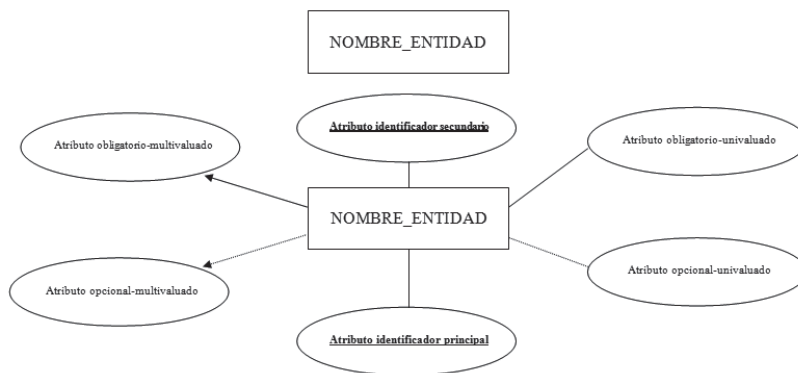 NOMBRE_ENTIDAD
Atributo identificador secundario
Atributo obligatorio-multivaluado
Atributo obligatorio-univaluado
NOMBRE_ENTIDAD
Atributo opcional-multivaluado
Atributo opcional-univaluado
Atributo identificador principal